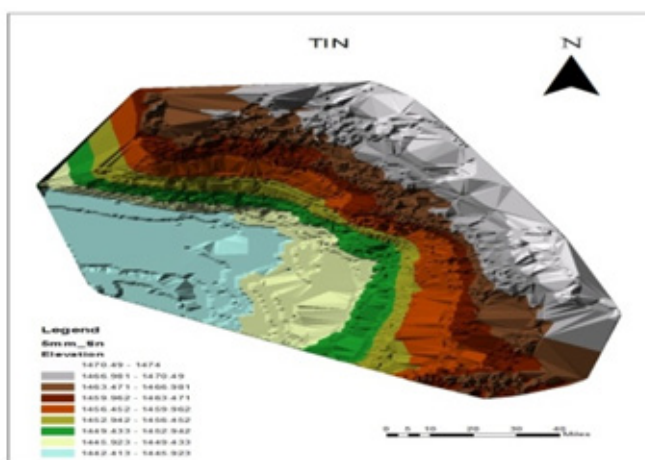 TIN
N
Legend
5mm_6n
Elevation
1470.49 - 1474
1466.981 - 1470.49
1463.471 - 1466.981
1459.962 - 1463.471
1456.452 - 1459.962
1452.942 - 1456.452
1449.433 - 1452.942
1445.923 - 1449.433
1442.413 - 1445.923
0 5 10 20 30 40
Miles